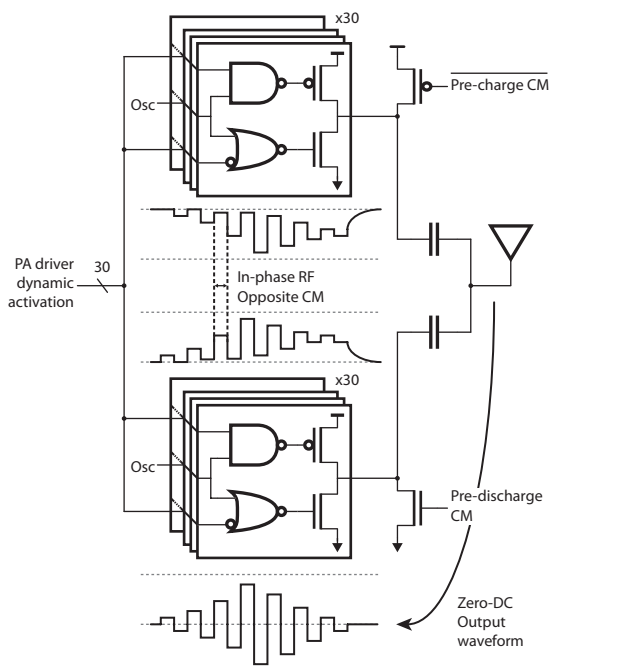 x30
Osc
Pre-charge CM
PA driver
dynamic
activation
30
In-phase RF
Opposite CM
x30
Osc
Pre-discharge
CM
Zero-DC
Output
waveform